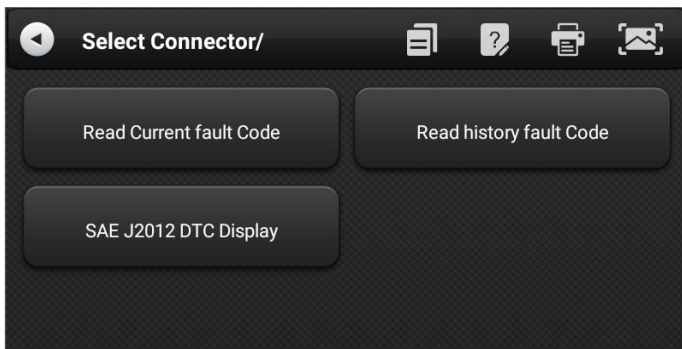 Select Connector/
Read Current fault Code
Read history fault Code
SAE J2012 DTC Display